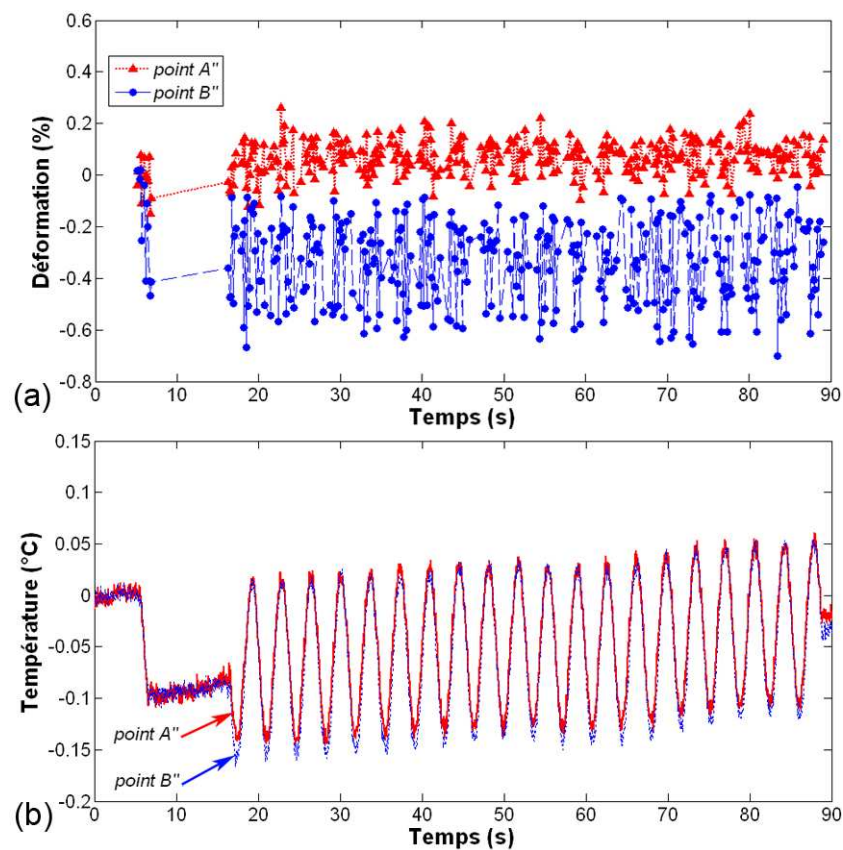 0.6
0.4
0.2
0
-0.2
-0.4
-0.6
-0.8
Déformation (%)
point A"
point B"
(a)
0 10 20 30 40 50 60 70 80 90
Temps (s)
0.15
0.1
0.05
0
-0.05
-0.1
-0.15
-0.2
Température (°C)
point A"
point B"
(b)
0 10 20 30 40 50 60 70 80 90
Temps (s)